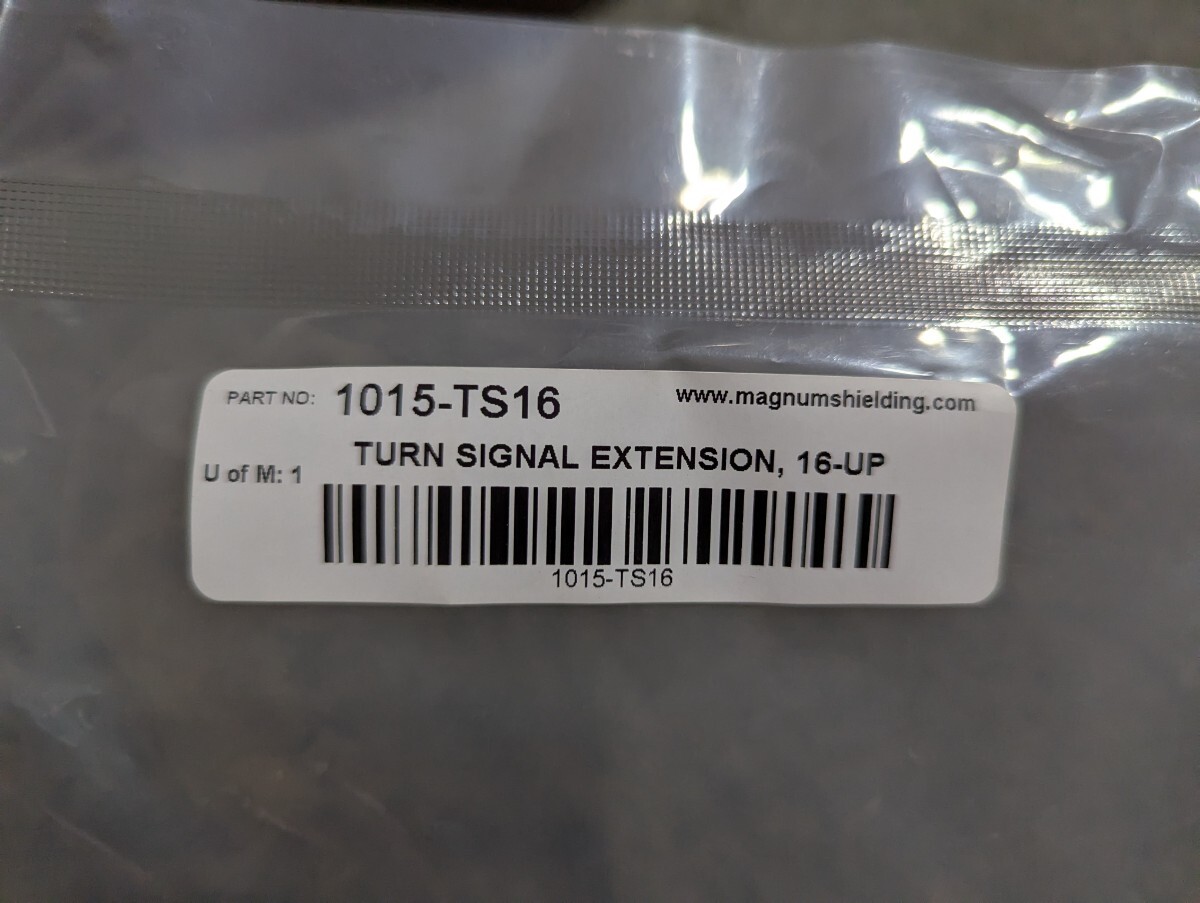 PART NO: 1015-TS16 www.magnumshielding.com
TURN SIGNAL EXTENSION, 16-UP
U of M: 1
1015-TS16